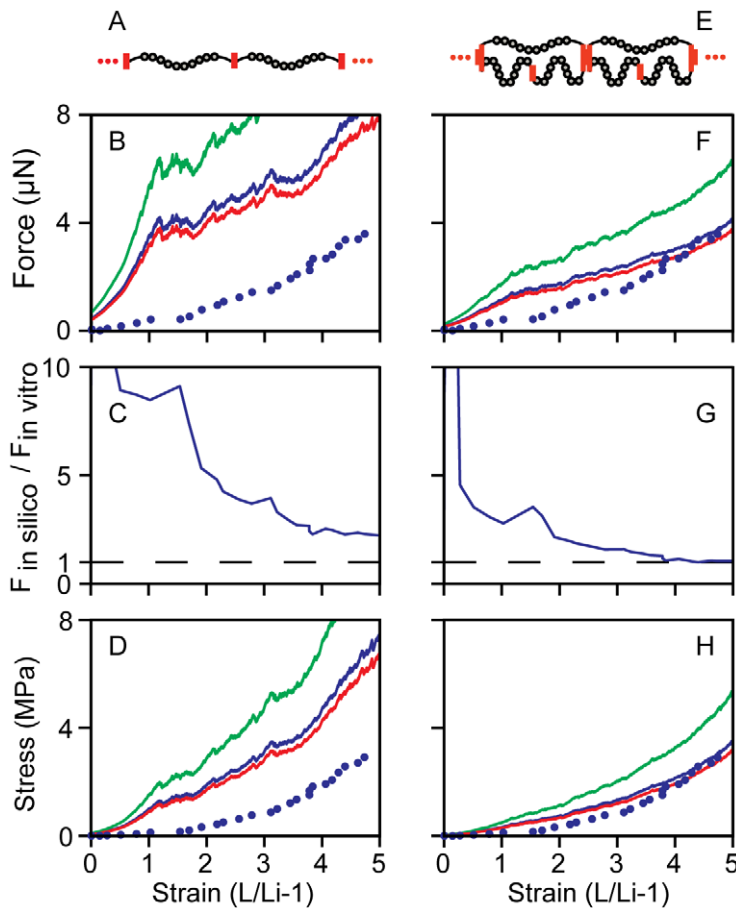 A
E
8
B
F
Force (µN)
4
0
10
C
G
F in silico / F in vitro
5
1
0
8
D
H
Stress (MPa)
4
0
0 1 2 3 4 5
0 1 2 3 4 5
Strain (L/Li-1)
Strain (L/Li-1)